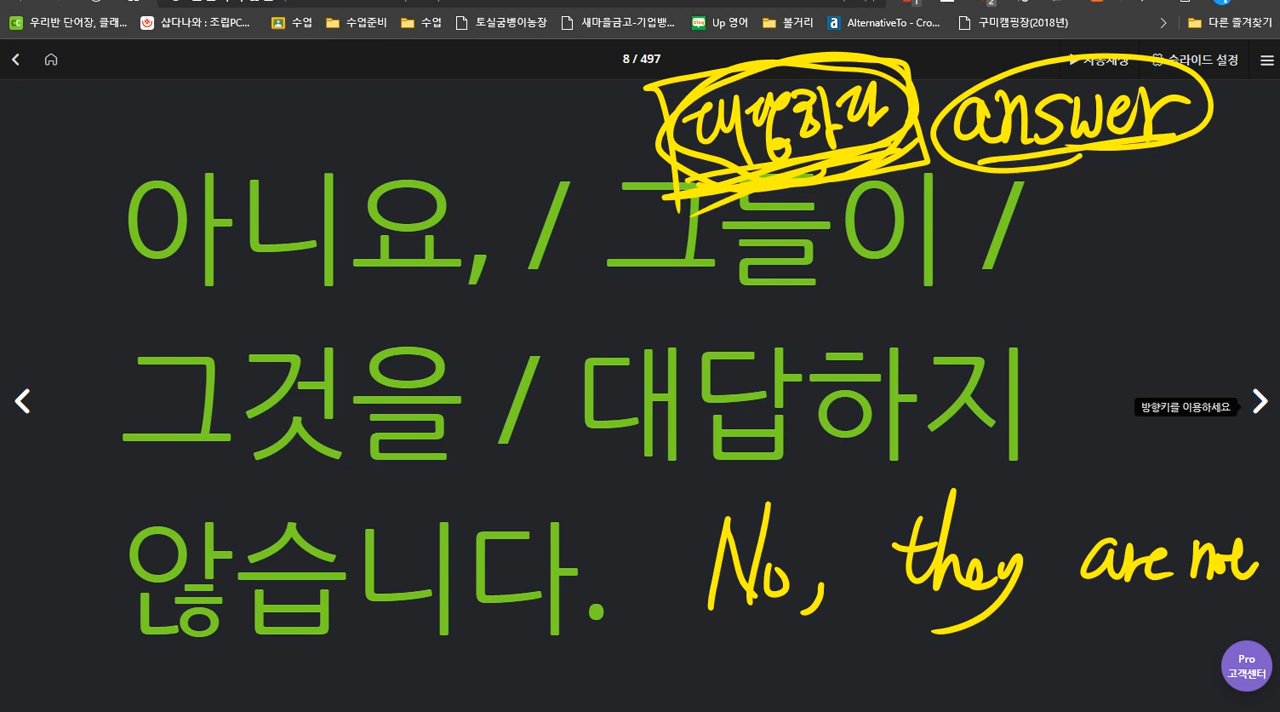 우리반 단어장, 클래... 샵다나와 : 조립PC... 수업 수업준비 수업 토실굼벵이농장 새마을금고-기업뱅... Up 영어 볼거리 AlternativeTo - Cro... 구미캠핑장(2018년) 다른 즐겨찾기
8 / 497 슬라이드 설정
대답하다 answer
아니요, / 그들이 /
그것을 / 대답하지
방향키를 이용하세요
않습니다.
No, they are not
Pro
고객센터